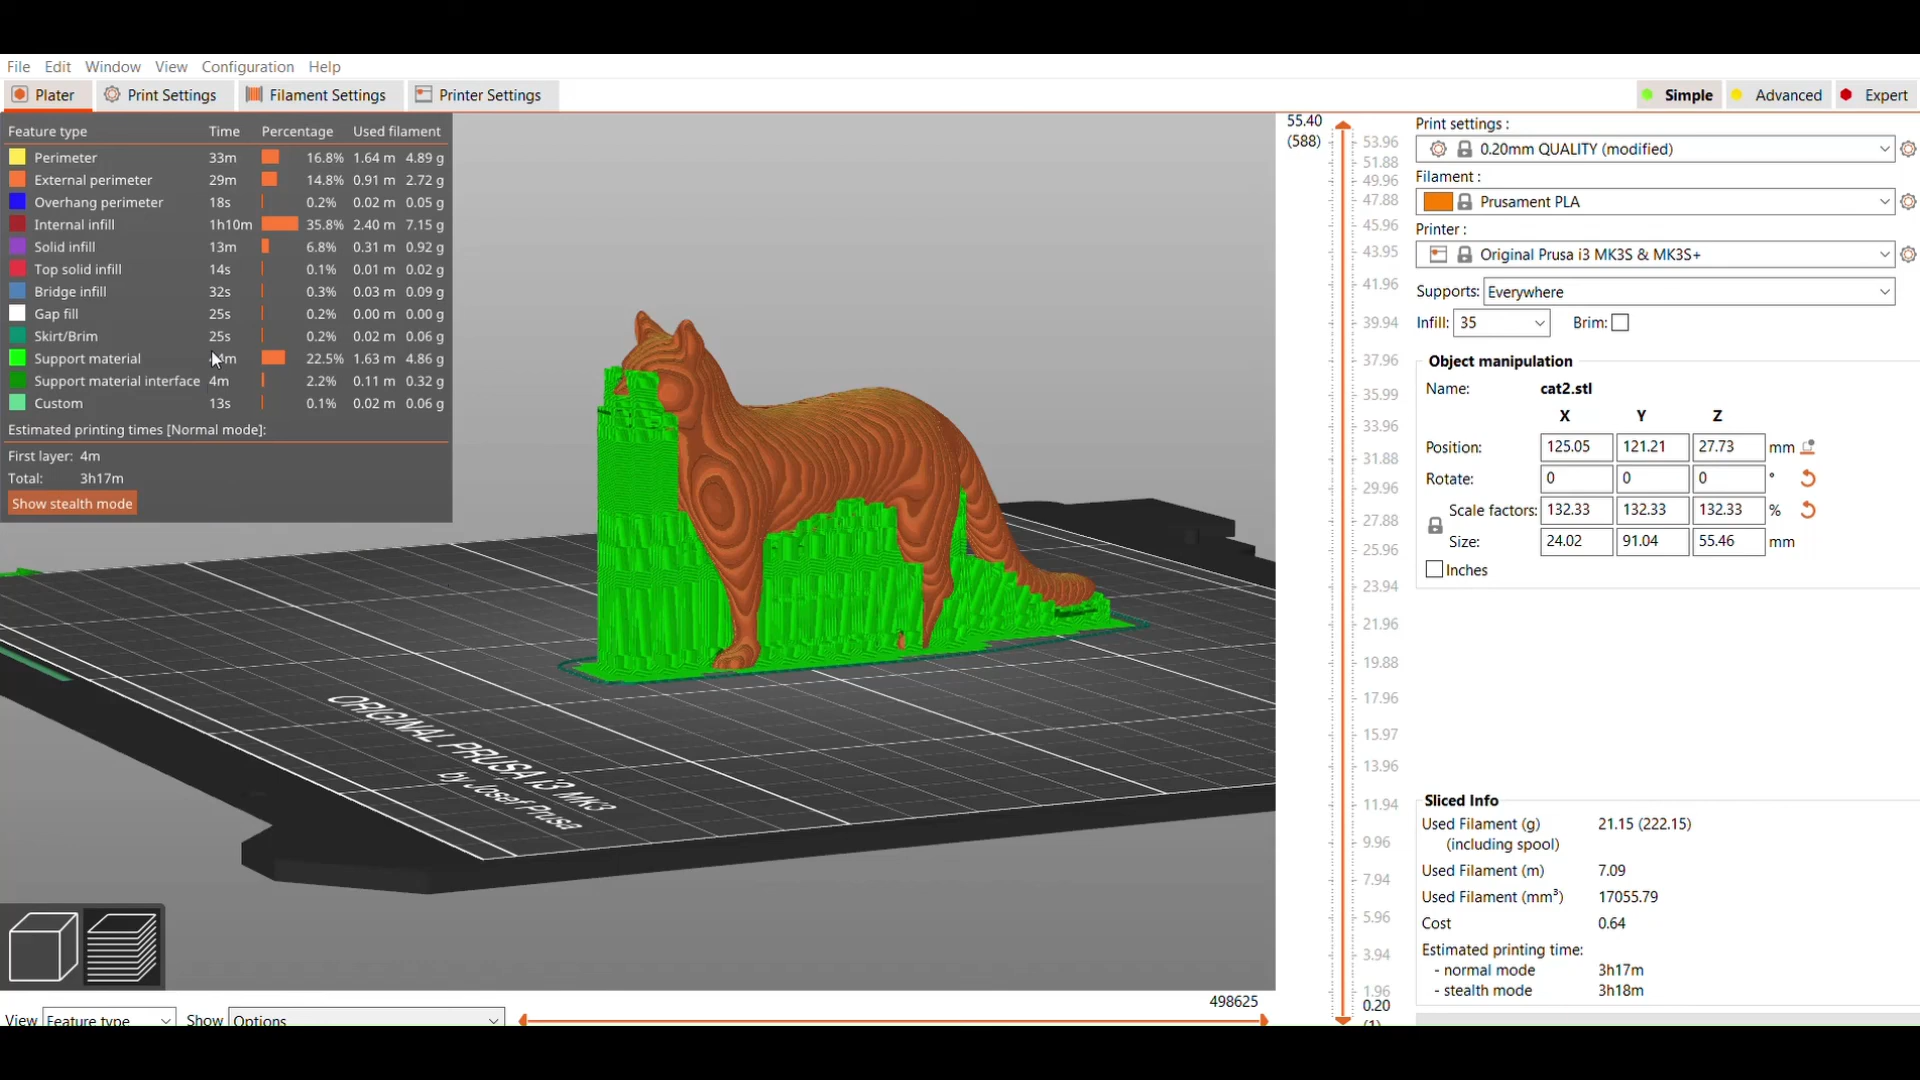 File Edit Window View Configuration Help
Plater Print Settings Filament Settings Printer Settings Simple Advanced Expert
Feature type Time Percentage Used filament
Perimeter 33m 16.8% 1.64 m 4.89 g
External perimeter 29m 14.8% 0.91 m 2.72 g
Overhang perimeter 18s 0.2% 0.02 m 0.05 g
Internal infill 1h10m 35.8% 2.40 m 7.15 g
Solid infill 13m 6.8% 0.31 m 0.92 g
Top solid infill 14s 0.1% 0.01 m 0.02 g
Bridge infill 32s 0.3% 0.03 m 0.09 g
Gap fill 25s 0.2% 0.00 m 0.00 g
Skirt/Brim 25s 0.2% 0.02 m 0.06 g
Support material 22.5% 1.63 m 4.86 g
Support material interface 4m 2.2% 0.11 m 0.32 g
Custom 13s 0.1% 0.02 m 0.06 g
Estimated printing times [Normal mode]:
First layer: 4m
Total: 3h17m
Show stealth mode
ORIGINAL PRUSA i3 MK3
by Josef Prusa
View Feature type Show Options
498625
55.40
(588)
53.96
51.88
49.96
47.88
45.96
43.95
41.96
39.94
37.96
35.99
33.96
31.88
29.96
27.88
25.96
23.94
21.96
19.88
17.96
15.97
13.96
11.94
9.96
7.94
5.96
3.94
1.96
0.20
(1)
Print settings :
0.20mm QUALITY (modified)
Filament :
Prusament PLA
Printer :
Original Prusa i3 MK3S & MK3S+
Supports: Everywhere
Infill: 35 Brim:
Object manipulation
Name: cat2.stl
X Y Z
Position: 125.05 121.21 27.73 mm
Rotate: 0 0 0 °
Scale factors: 132.33 132.33 132.33 %
Size: 24.02 91.04 55.46 mm
Inches
Sliced Info
Used Filament (g) 21.15 (222.15)
(including spool)
Used Filament (m) 7.09
Used Filament (mm³) 17055.79
Cost 0.64
Estimated printing time:
- normal mode 3h17m
- stealth mode 3h18m